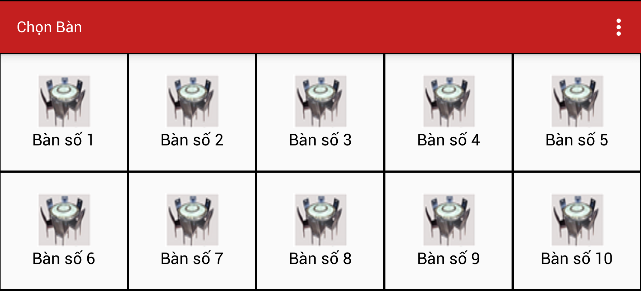 Chọn Bàn
Bàn số 1 Bàn số 2 Bàn số 3 Bàn số 4 Bàn số 5
Bàn số 6 Bàn số 7 Bàn số 8 Bàn số 9 Bàn số 10